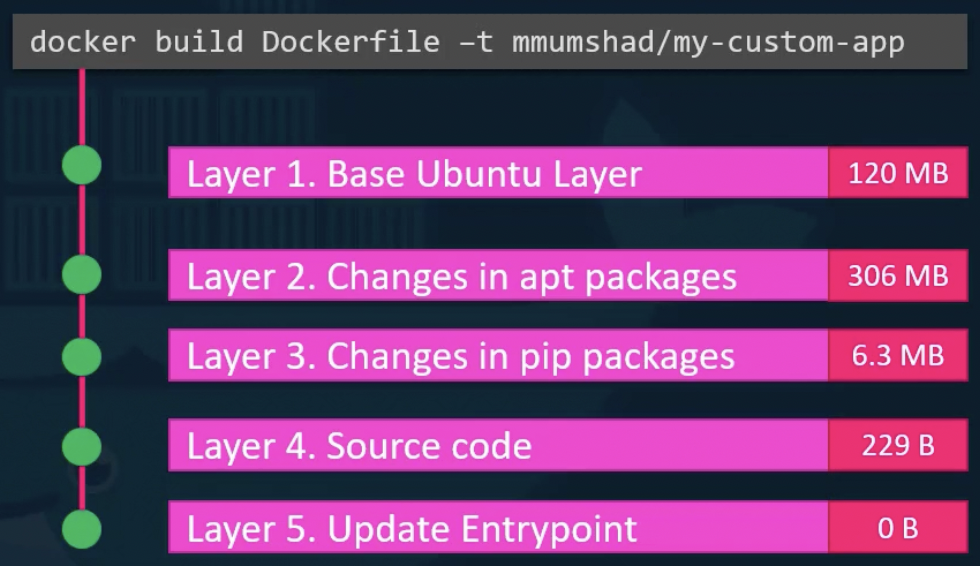 docker build Dockerfile –t mmumshad/my-custom-app
Layer 1. Base Ubuntu Layer 120 MB
Layer 2. Changes in apt packages 306 MB
Layer 3. Changes in pip packages 6.3 MB
Layer 4. Source code 229 B
Layer 5. Update Entrypoint 0 B